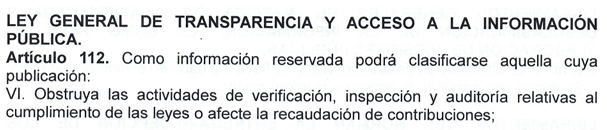 LEY GENERAL DE TRANSPARENCIA Y ACCESO A LA INFORMACIÓN
PÚBLICA.
Artículo 112. Como información reservada podrá clasificarse aquella cuya
publicación:
VI. Obstruya las actividades de verificación, inspección y auditoría relativas al
cumplimiento de las leyes o afecte la recaudación de contribuciones;